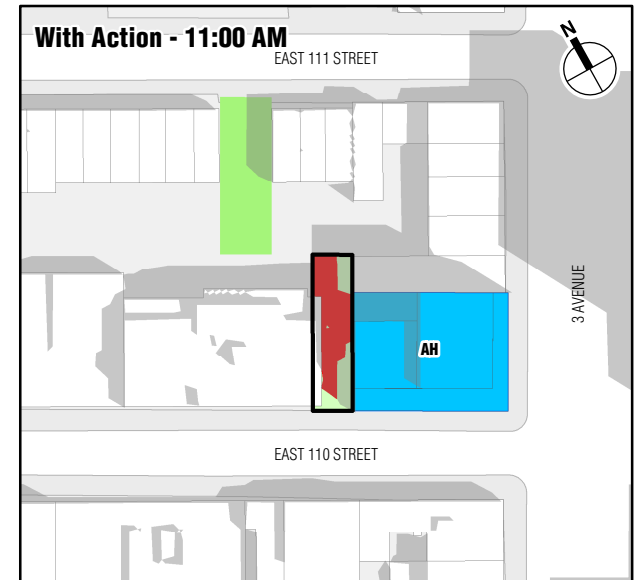 With Action - 11:00 AM
EAST 111 STREET
N
3 AVENUE
AH
EAST 110 STREET